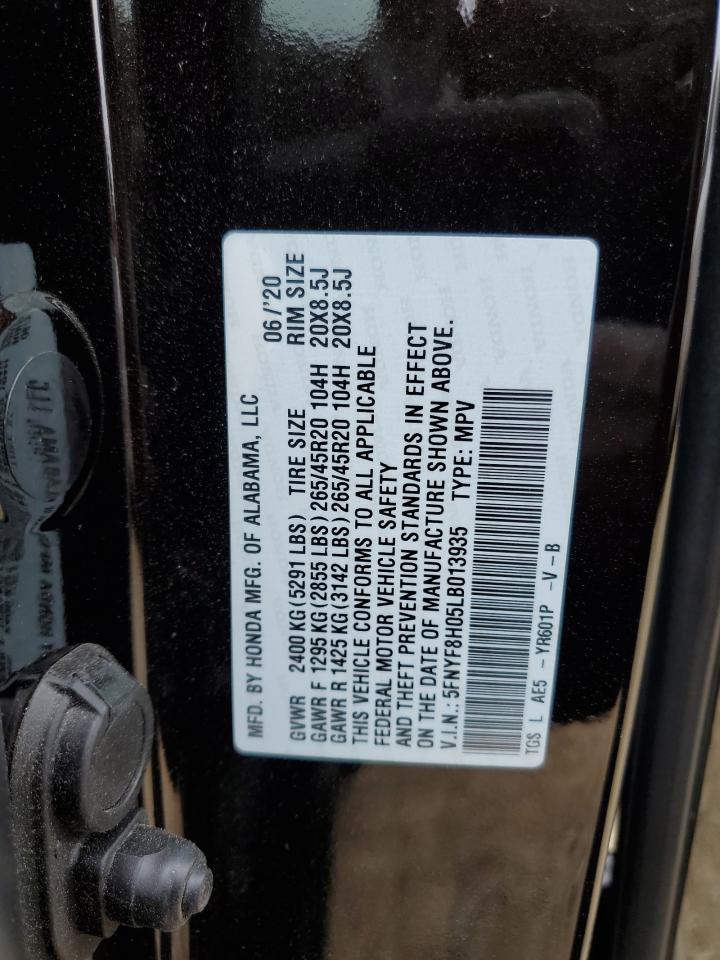 MFD. BY HONDA MFG. OF ALABAMA, LLC 06/'20
GVWR 2400 KG(5291 LBS) TIRE SIZE RIM SIZE
GAWR F 1295 KG(2855 LBS)265/45R20 104H 20X8.5J
GAWR R 1425 KG(3142 LBS)265/45R20 104H 20X8.5J
THIS VEHICLE CONFORMS TO ALL APPLICABLE
FEDERAL MOTOR VEHICLE SAFETY
AND THEFT PREVENTION STANDARDS IN EFFECT
ON THE DATE OF MANUFACTURE SHOWN ABOVE.
V.I.N.: 5FNYF8H05LB013935 TYPE: MPV
TGS L AE5 - YR601P -V-B